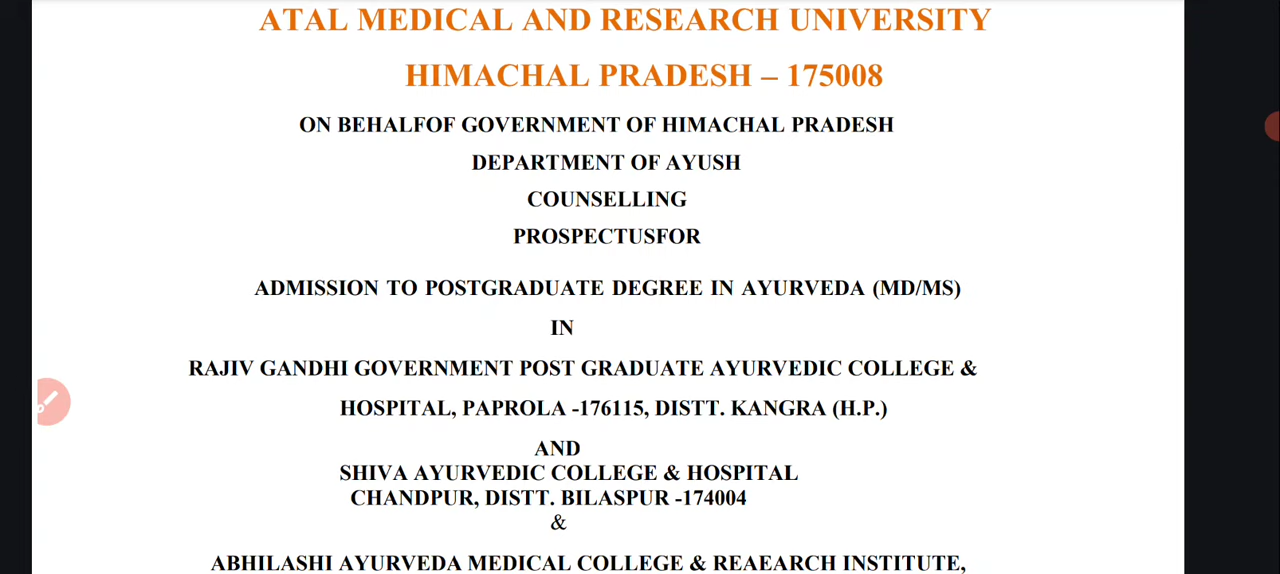 ATAL MEDICAL AND RESEARCH UNIVERSITY
HIMACHAL PRADESH – 175008
ON BEHALFOF GOVERNMENT OF HIMACHAL PRADESH
DEPARTMENT OF AYUSH
COUNSELLING
PROSPECTUSFOR
ADMISSION TO POSTGRADUATE DEGREE IN AYURVEDA (MD/MS)
IN
RAJIV GANDHI GOVERNMENT POST GRADUATE AYURVEDIC COLLEGE &
HOSPITAL, PAPROLA -176115, DISTT. KANGRA (H.P.)
AND
SHIVA AYURVEDIC COLLEGE & HOSPITAL
CHANDPUR, DISTT. BILASPUR -174004
&
ABHILASHI AYURVEDA MEDICAL COLLEGE & REAEARCH INSTITUTE,